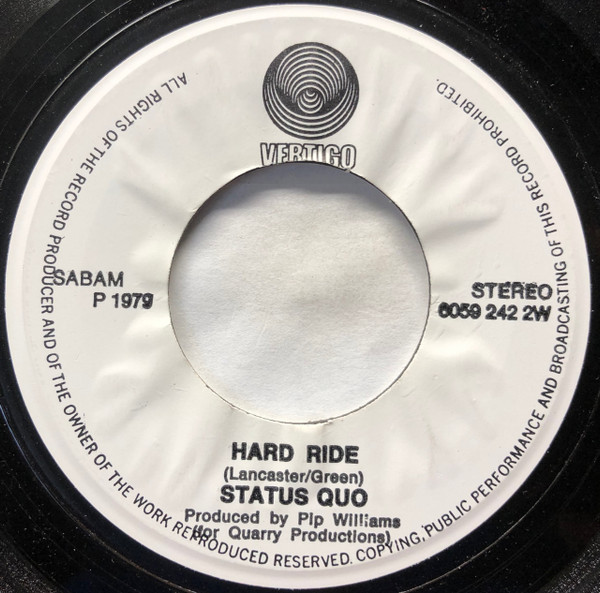 VERTIGO
ALL RIGHTS OF THE RECORD PRODUCER AND OF THE OWNER OF THE WORK REPRODUCED RESERVED. COPYING, PUBLIC PERFORMANCE AND BROADCASTING OF THIS RECORD PROHIBITED.
SABAM
P 1979
STEREO
6059 242 2W
HARD RIDE
(Lancaster/Green)
STATUS QUO
Produced by Pip Williams
(for Quarry Productions)